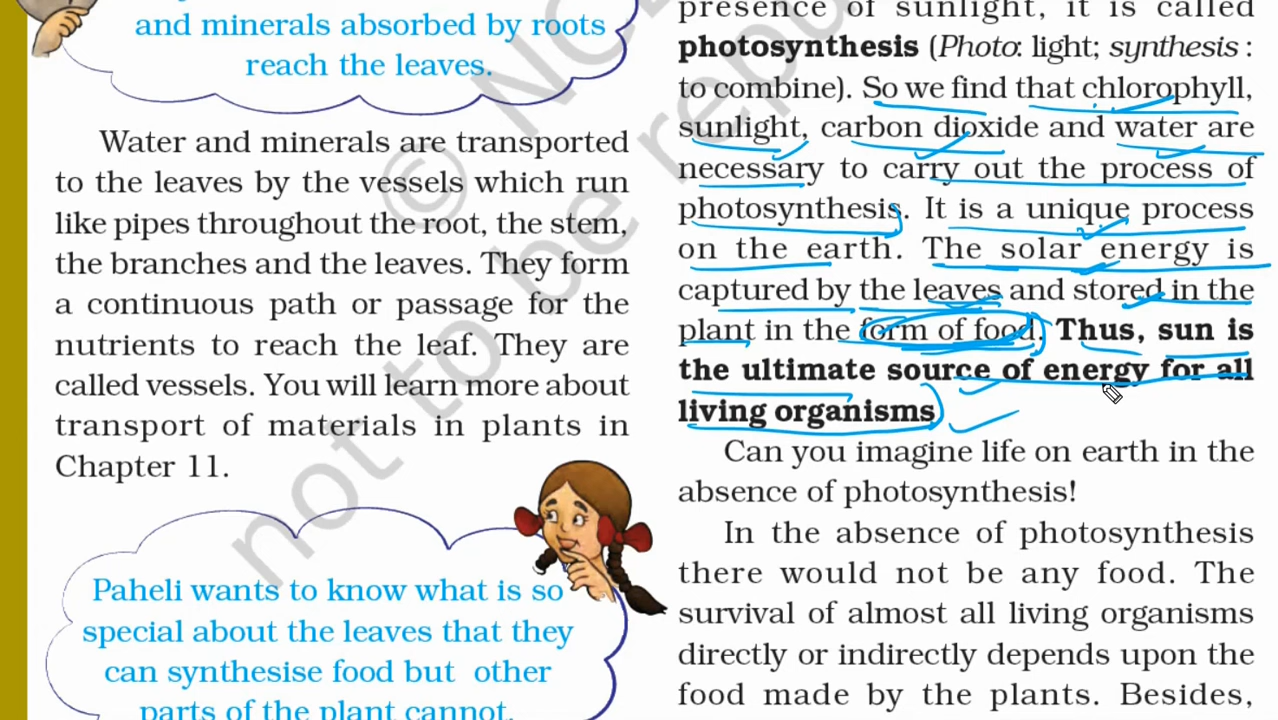 and minerals absorbed by roots
reach the leaves.
Water and minerals are transported
to the leaves by the vessels which run
like pipes throughout the root, the stem,
the branches and the leaves. They form
a continuous path or passage for the
nutrients to reach the leaf. They are
called vessels. You will learn more about
transport of materials in plants in
Chapter 11.
Paheli wants to know what is so
special about the leaves that they
can synthesise food but other
parts of the plant cannot.
presence of sunlight, it is called
photosynthesis (Photo: light; synthesis :
to combine). So we find that chlorophyll,
sunlight, carbon dioxide and water are
necessary to carry out the process of
photosynthesis. It is a unique process
on the earth. The solar energy is
captured by the leaves and stored in the
plant in the form of food. Thus, sun is
the ultimate source of energy for all
living organisms
Can you imagine life on earth in the
absence of photosynthesis!
In the absence of photosynthesis
there would not be any food. The
survival of almost all living organisms
directly or indirectly depends upon the
food made by the plants. Besides,
©
not to be